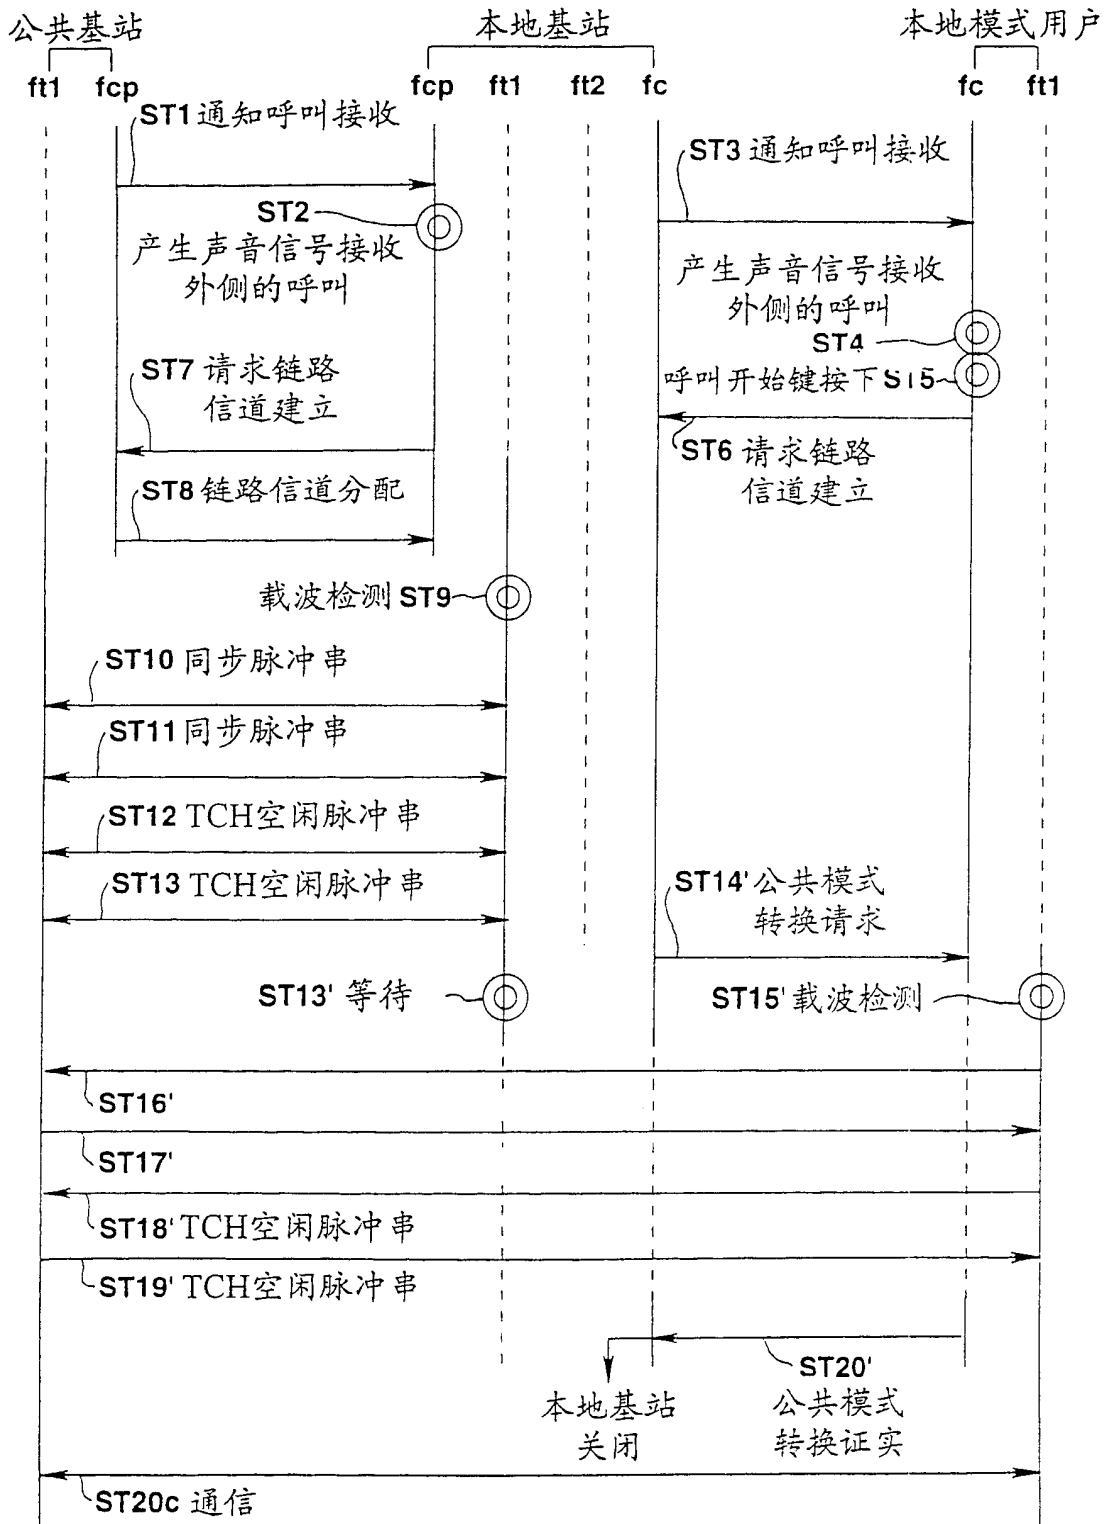 公共基站
本地基站
本地模式用户
ft1 fcp
fcp ft1 ft2 fc
fc ft1
ST1 通知呼叫接收
ST3 通知呼叫接收
ST2
产生声音信号接收
外侧的呼叫
产生声音信号接收
外侧的呼叫
ST4
呼叫开始键按下 ST5
ST7 请求链路
信道建立
ST6 请求链路
信道建立
ST8 链路信道分配
载波检测 ST9
ST10 同步脉冲串
ST11 同步脉冲串
ST12 TCH空闲脉冲串
ST13 TCH空闲脉冲串
ST14' 公共模式
转换请求
ST13' 等待
ST15' 载波检测
ST16'
ST17'
ST18' TCH空闲脉冲串
ST19' TCH空闲脉冲串
ST20'
公共模式
转换证实
本地基站
关闭
ST20c 通信